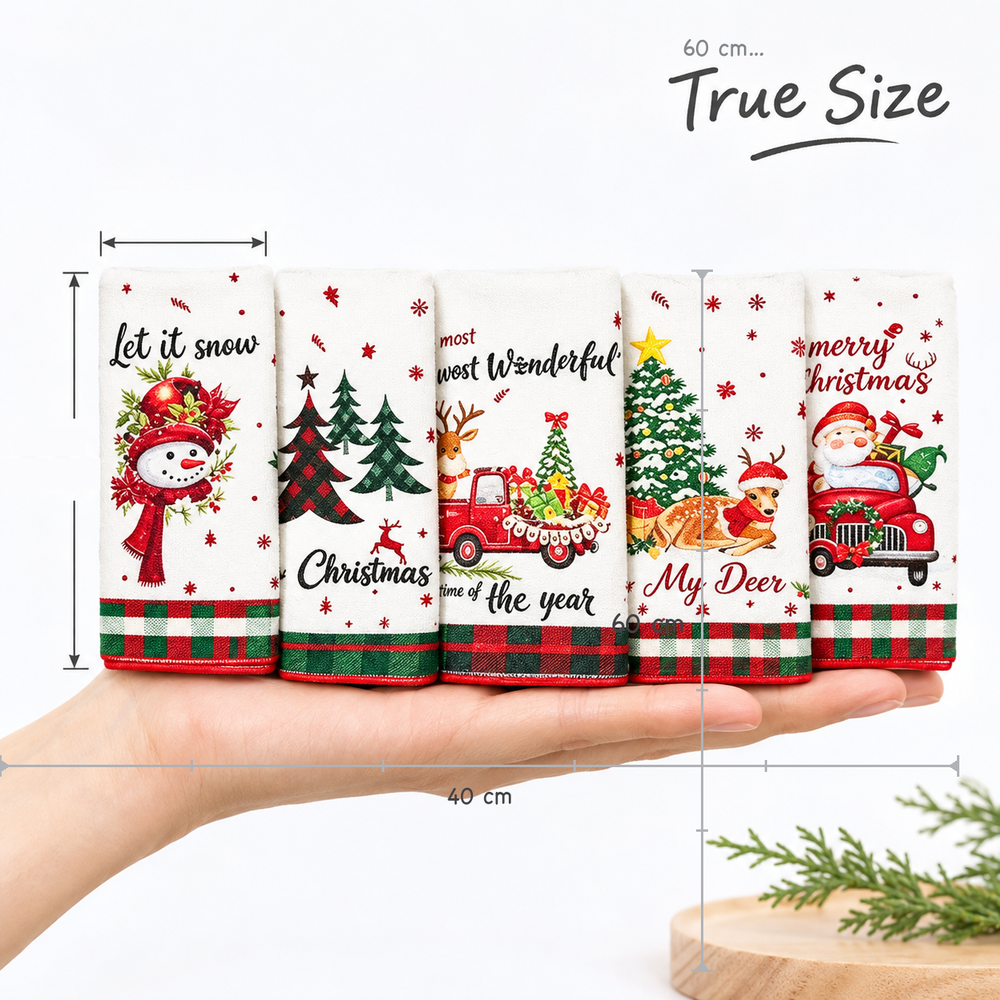 60 cm...
True Size
Let it snow
Christmas
most
wost Wonderful'
time of the year
My Deer
merry
Christmas
60 cm
40 cm